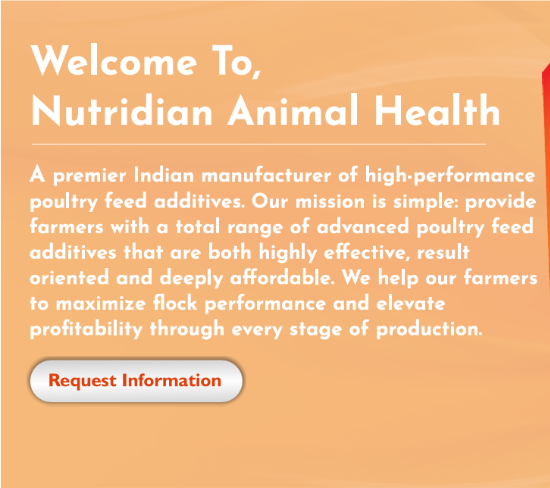 Welcome To,
Nutridian Animal Health
A premier Indian manufacturer of high-performance
poultry feed additives. Our mission is simple: provide
farmers with a total range of advanced poultry feed
additives that are both highly effective, result
oriented and deeply affordable. We help our farmers
to maximize flock performance and elevate
profitability through every stage of production.
Request Information